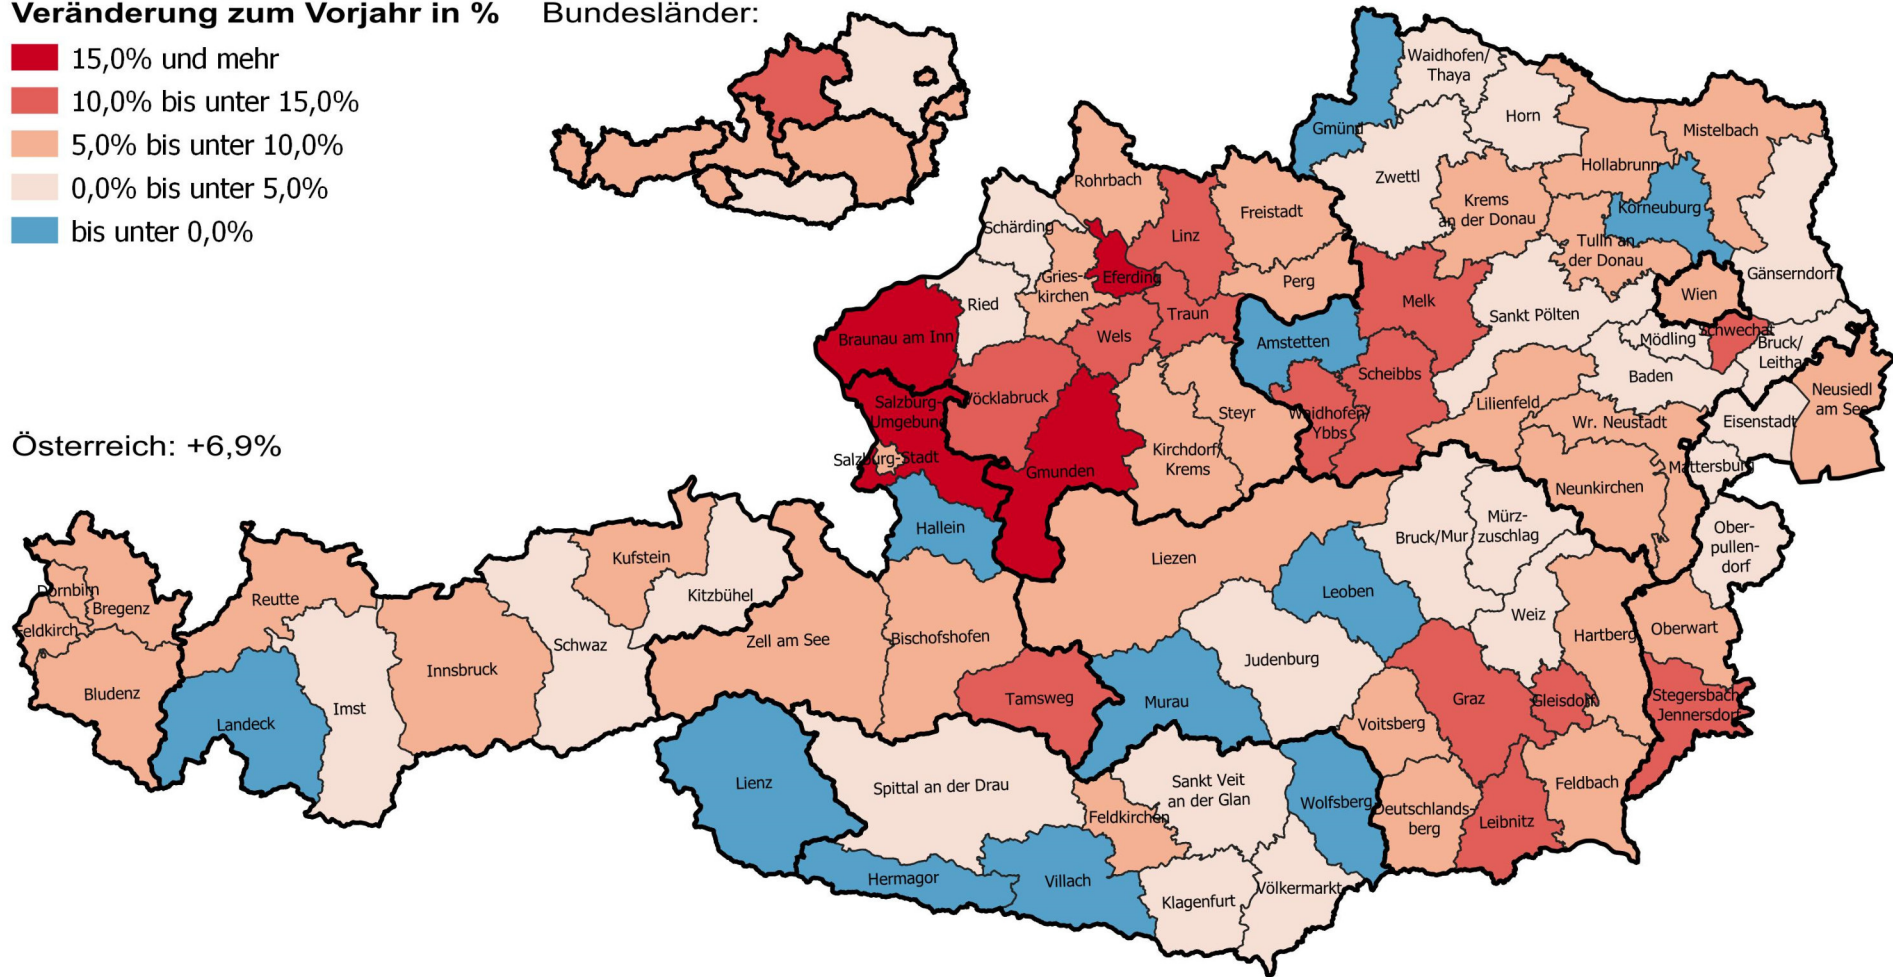 Veränderung zum Vorjahr in %
15,0% und mehr
10,0% bis unter 15,0%
5,0% bis unter 10,0%
0,0% bis unter 5,0%
bis unter 0,0%
Bundesländer:
Österreich: +6,9%
Waidhofen/
Thaya
Gmünd
Horn
Mistelbach
Hollabrunn
Zwettl
Krems
an der Donau
Korneuburg
Tulln an
der Donau
Gänserndorf
Rohrbach
Freistadt
Linz
Schärding
Eferding
Gries-
kirchen
Perg
Ried
Traun
Wels
Melk
Sankt Pölten
Wien
Schwechat
Mödling
Bruck/
Leitha
Braunau am Inn
Amstetten
Scheibbs
Baden
Neusiedl
am See
Vöcklabruck
Salzburg-
Umgebung
Steyr
Waidhofen/
Ybbs
Lilienfeld
Wr. Neustadt
Eisenstadt
Salzburg-Stadt
Gmunden
Kirchdorf/
Krems
Mattersburg
Neunkirchen
Hallein
Liezen
Bruck/Mur
Mürz-
zuschlag
Ober-
pullen-
dorf
Kufstein
Kitzbühel
Dornbirn
Bregenz
Reutte
Feldkirch
Leoben
Weiz
Hartberg
Oberwart
Schwaz
Zell am See
Bischofshofen
Innsbruck
Bludenz
Imst
Landeck
Tamsweg
Murau
Judenburg
Voitsberg
Graz
Gleisdorf
Stegersbach
Jennersdorf
Lienz
Spittal an der Drau
Sankt Veit
an der Glan
Wolfsberg
Feldkirchen
Deutschlands-
berg
Leibnitz
Feldbach
Hermagor
Villach
Klagenfurt
Völkermarkt